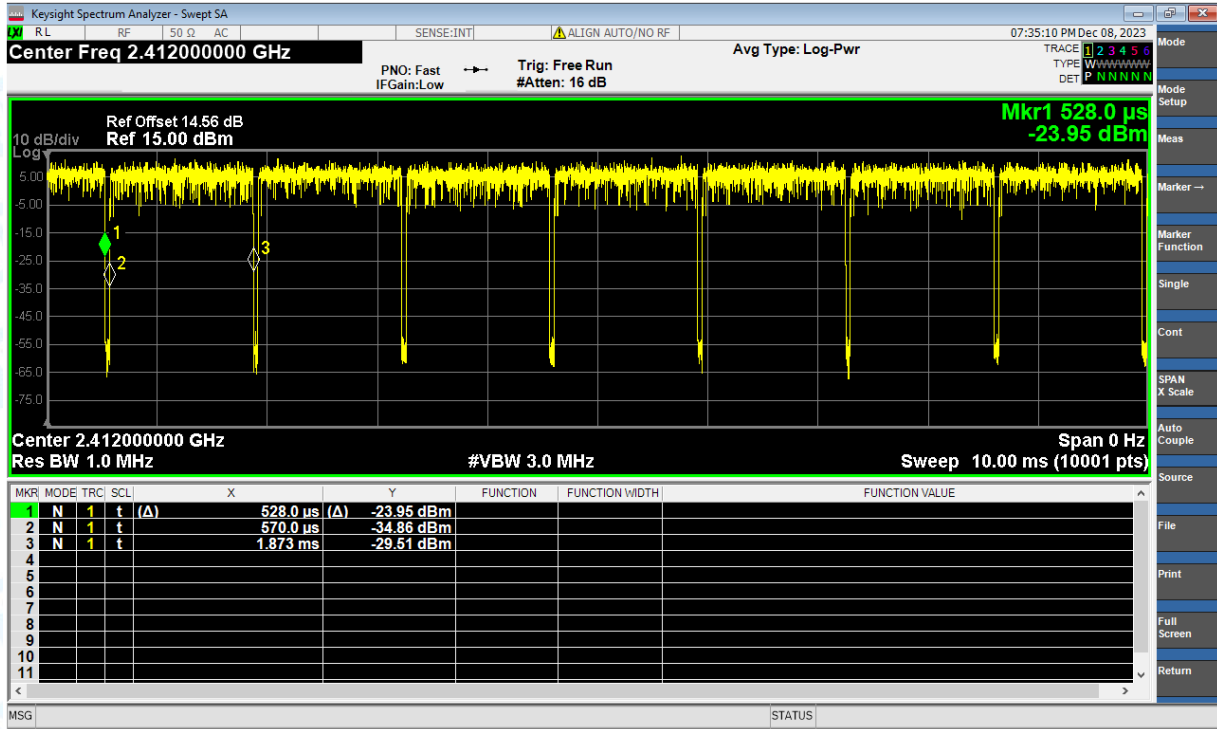 Keysight Spectrum Analyzer - Swept SA
LXI RL RF 50 Ω AC SENSE:INT ALIGN AUTO/NO RF 07:35:10 PM Dec 08, 2023
Center Freq 2.412000000 GHz
Avg Type: Log-Pwr
TRACE 1 2 3 4 5 6
TYPE WWWWWW
DET P N N N N N
PNO: Fast
IFGain:Low
Trig: Free Run
#Atten: 16 dB
Mkr1 528.0 µs
-23.95 dBm
Ref Offset 14.56 dB
10 dB/div Ref 15.00 dBm
Log
5.00
-5.00
-15.0
-25.0
-35.0
-45.0
-55.0
-65.0
-75.0
1
2
3
Center 2.412000000 GHz Span 0 Hz
Res BW 1.0 MHz #VBW 3.0 MHz Sweep 10.00 ms (10001 pts)
MKR MODE TRC SCL X Y FUNCTION FUNCTION WIDTH FUNCTION VALUE
1 N 1 t (Δ) 528.0 µs (Δ) -23.95 dBm
2 N 1 t 570.0 µs -34.86 dBm
3 N 1 t 1.873 ms -29.51 dBm
4
5
6
7
8
9
10
11
MSG STATUS
Mode
Mode
Setup
Meas
Marker →
Marker
Function
Single
Cont
SPAN
X Scale
Auto
Couple
Source
File
Print
Full
Screen
Return